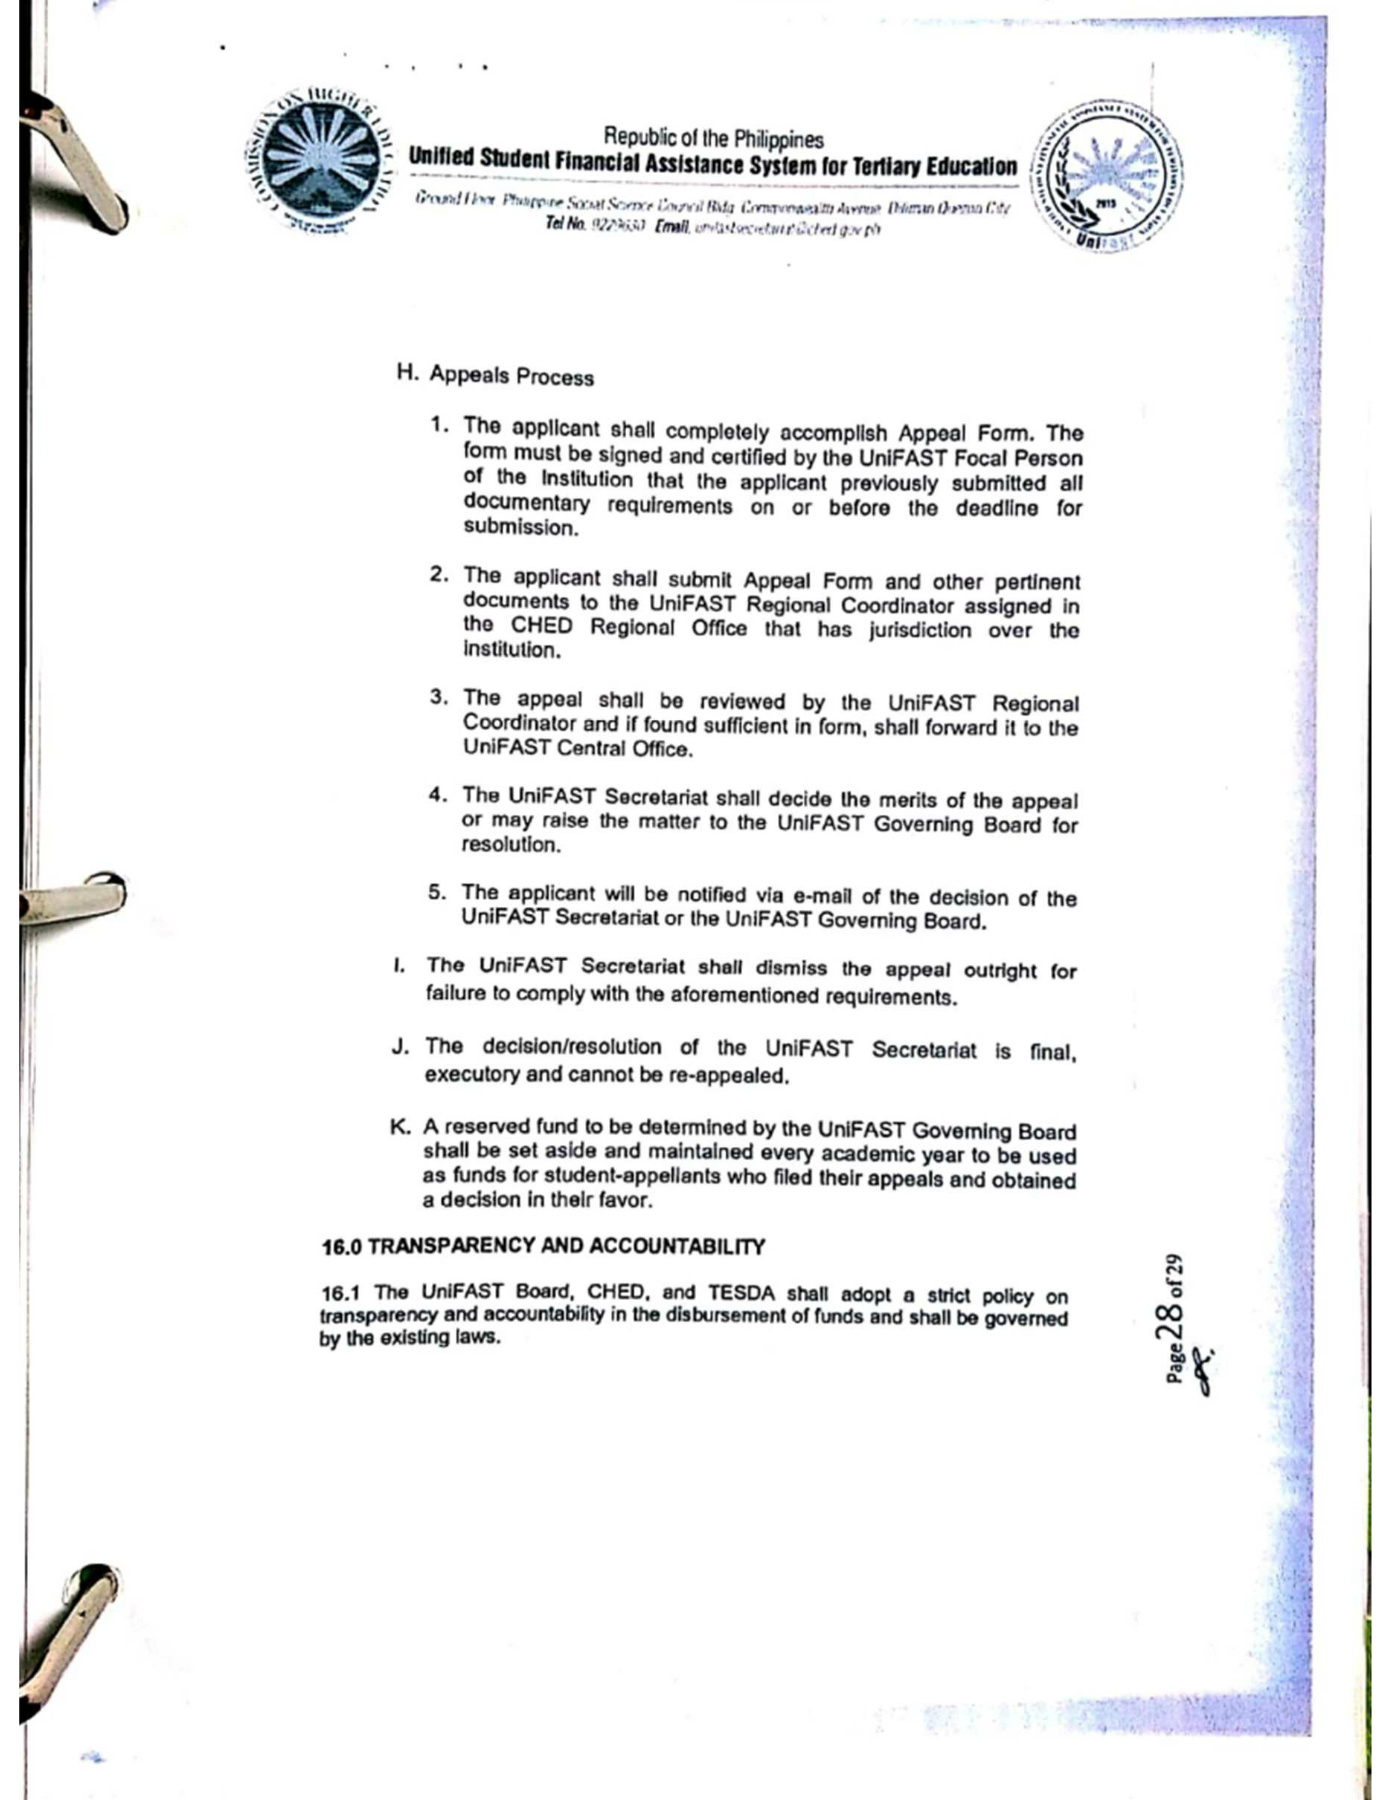 COMMISSION ON HIGHER EDUCATION
Republic of the Philippines
Unified Student Financial Assistance System for Tertiary Education
Ground Floor Philippine Social Science Council Bldg Commonwealth Avenue Diliman Quezon City
Tel No. Email.
2015
UniFAST
H. Appeals Process
1. The applicant shall completely accomplish Appeal Form. The
form must be signed and certified by the UniFAST Focal Person
of the Institution that the applicant previously submitted all
documentary requirements on or before the deadline for
submission.
2. The applicant shall submit Appeal Form and other pertinent
documents to the UniFAST Regional Coordinator assigned in
the CHED Regional Office that has jurisdiction over the
Institution.
3. The appeal shall be reviewed by the UniFAST Regional
Coordinator and if found sufficient in form, shall forward it to the
UniFAST Central Office.
4. The UniFAST Secretariat shall decide the merits of the appeal
or may raise the matter to the UniFAST Governing Board for
resolution.
5. The applicant will be notified via e-mail of the decision of the
UniFAST Secretariat or the UniFAST Governing Board.
I. The UniFAST Secretariat shall dismiss the appeal outright for
failure to comply with the aforementioned requirements.
J. The decision/resolution of the UniFAST Secretariat is final,
executory and cannot be re-appealed.
K. A reserved fund to be determined by the UniFAST Governing Board
shall be set aside and maintained every academic year to be used
as funds for student-appellants who filed their appeals and obtained
a decision in their favor.
16.0 TRANSPARENCY AND ACCOUNTABILITY
16.1 The UniFAST Board, CHED, and TESDA shall adopt a strict policy on
transparency and accountability in the disbursement of funds and shall be governed
by the existing laws.
Page 28 of 29